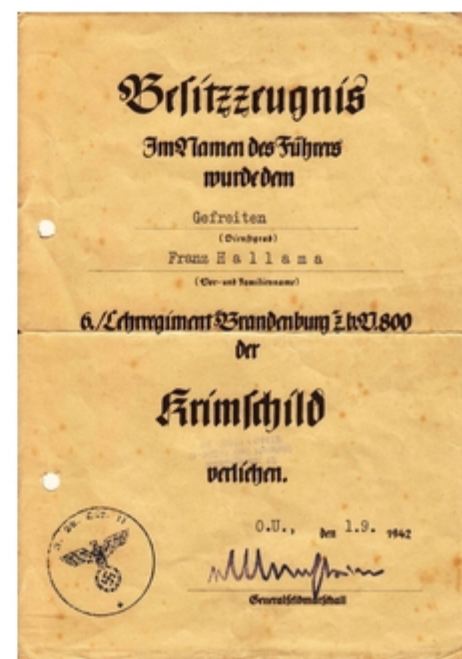 Besitzzeugnis
Im Namen des Führers
wurde dem
Gefreiten
(Dienstgrad)
Franz Hallama
(Vor- und Familienname)
6./Lehrregiment Brandenburg z.b.V.800
der
Krimschild
verliehen.
O.U., den 1.9. 1942
Generalfeldmarschall